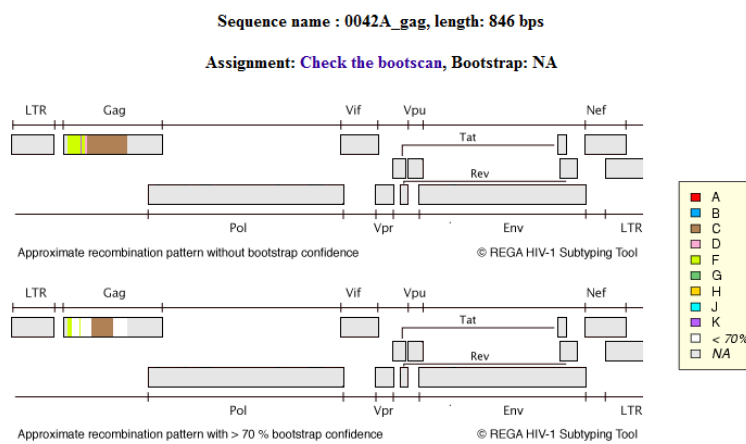 Sequence name : 0042A_gag, length: 846 bps
Assignment: Check the bootscan, Bootstrap: NA
LTR Gag Vif Vpu Nef
Tat
Rev
Pol Vpr Env LTR
Approximate recombination pattern without bootstrap confidence © REGA HIV-1 Subtyping Tool
LTR Gag Vif Vpu Nef
Tat
Rev
Pol Vpr Env LTR
Approximate recombination pattern with > 70 % bootstrap confidence © REGA HIV-1 Subtyping Tool
A
B
C
D
F
G
H
J
K
< 70%
NA